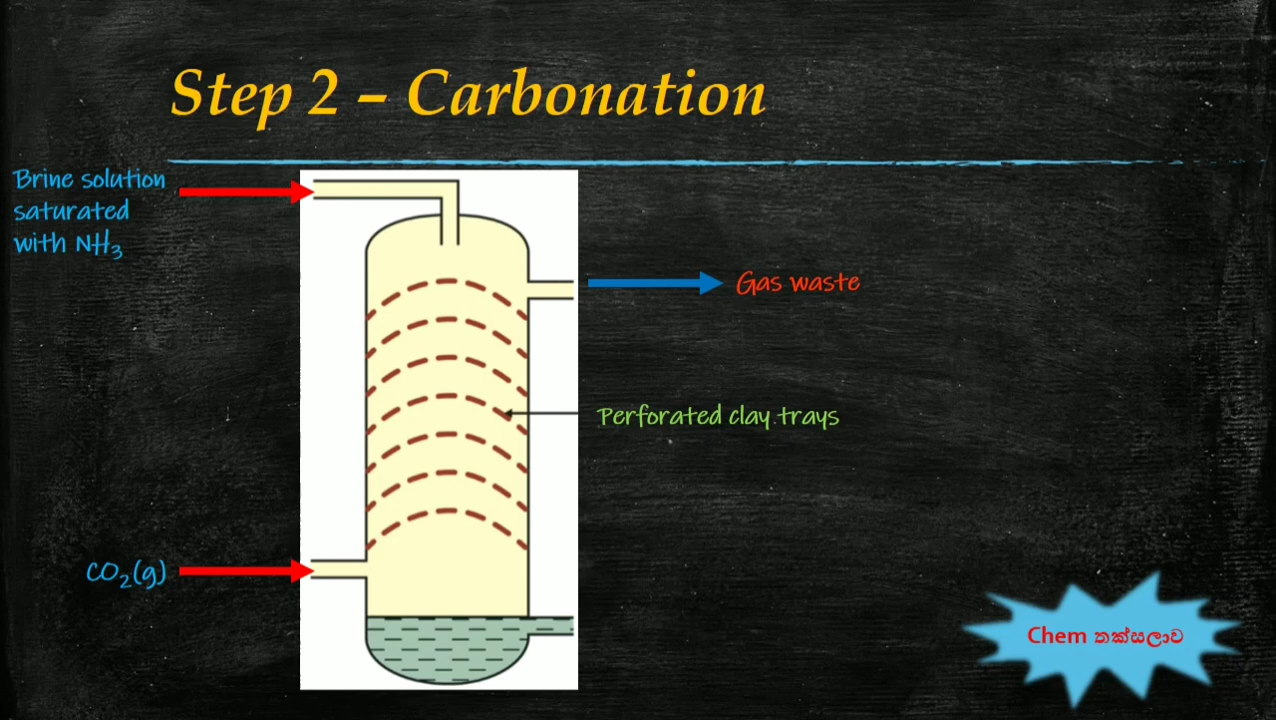 Step 2 – Carbonation
Brine solution
saturated
with NH₃
Gas waste
Perforated clay trays
CO₂(g)
Chem තක්සලාව